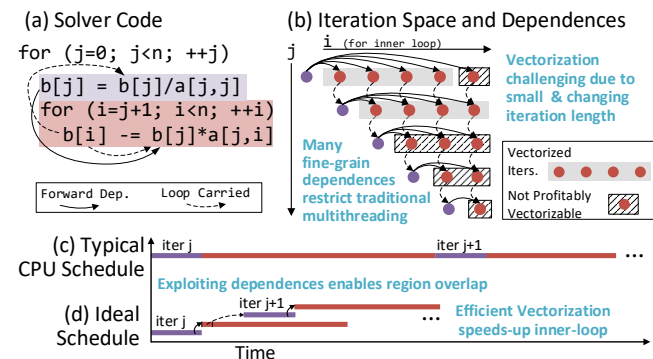 (a) Solver Code
for (j=0; j<n; ++j)
b[j] = b[j]/a[j,j]
for (i=j+1; i<n; ++i)
b[i] -= b[j]*a[j,i]
Forward Dep.
Loop Carried
(b) Iteration Space and Dependences
j
i (for inner loop)
Vectorization
challenging due to
small & changing
iteration length
Many
fine-grain
dependences
restrict traditional
multithreading
Vectorized
Iters.
Not Profitably
Vectorizable
(c) Typical
CPU Schedule
iter j
iter j+1
...
Exploiting dependences enables region overlap
(d) Ideal
Schedule
iter j
iter j+1
...
Efficient Vectorization
speeds-up inner-loop
Time